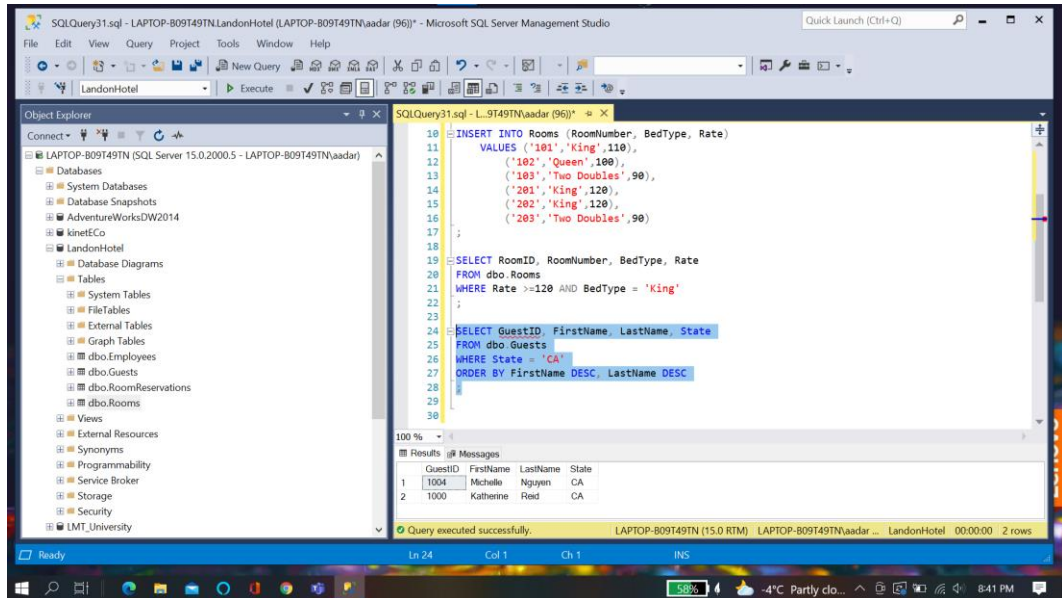 SQLQuery31.sql - LAPTOP-B09T49TN.LandonHotel (LAPTOP-B09T49TN\aadar (96))* - Microsoft SQL Server Management Studio
Quick Launch (Ctrl+Q)
File Edit View Query Project Tools Window Help
New Query
LandonHotel
Execute
Object Explorer
SQLQuery31.sql - L...9T49TN\aadar (96))*
Connect
LAPTOP-B09T49TN (SQL Server 15.0.2000.5 - LAPTOP-B09T49TN\aadar)
Databases
System Databases
Database Snapshots
AdventureWorksDW2014
kinetECo
LandonHotel
Database Diagrams
Tables
System Tables
FileTables
External Tables
Graph Tables
dbo.Employees
dbo.Guests
dbo.RoomReservations
dbo.Rooms
Views
External Resources
Synonyms
Programmability
Service Broker
Storage
Security
LMT_University
10 INSERT INTO Rooms (RoomNumber, BedType, Rate)
11 VALUES ('101','King',110),
12 ('102','Queen',100),
13 ('103','Two Doubles',90),
14 ('201','King',120),
15 ('202','King',120),
16 ('203','Two Doubles',90)
17 ;
18
19 SELECT RoomID, RoomNumber, BedType, Rate
20 FROM dbo.Rooms
21 WHERE Rate >=120 AND BedType = 'King'
22 ;
23
24 SELECT GuestID, FirstName, LastName, State
25 FROM dbo.Guests
26 WHERE State = 'CA'
27 ORDER BY FirstName DESC, LastName DESC
28 ;
29
30
100 %
Results Messages
GuestID FirstName LastName State
1 1004 Michelle Nguyen CA
2 1000 Katherine Reid CA
Query executed successfully. LAPTOP-B09T49TN (15.0 RTM) LAPTOP-B09T49TN\aadar ... LandonHotel 00:00:00 2 rows
Ready Ln 24 Col 1 Ch 1 INS
58% -4°C Partly clo... 8:41 PM